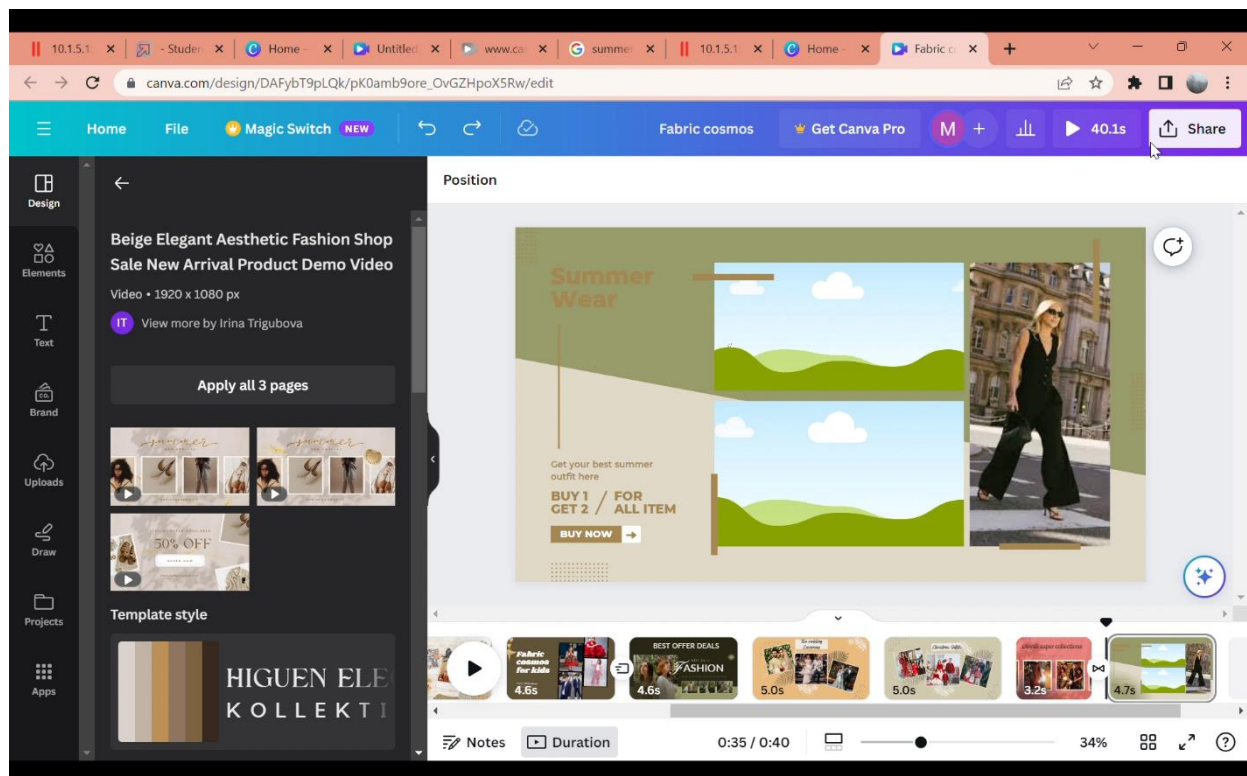 10.1.5.1
- Studen
Home -
Untitled
www.ca
summe
10.1.5.1
Home -
Fabric c
canva.com/design/DAFybT9pLQk/pK0amb9ore_OvGZHpoX5Rw/edit
Home
File
Magic Switch NEW
Fabric cosmos
Get Canva Pro
M
40.1s
Share
Design
Elements
Text
Brand
Uploads
Draw
Projects
Apps
Beige Elegant Aesthetic Fashion Shop
Sale New Arrival Product Demo Video
Video • 1920 x 1080 px
IT View more by Irina Trigubova
Apply all 3 pages
summer
summer
50% OFF
Template style
HIGUEN ELE
KOLLEKTI
Position
Summer
Wear
Get your best summer
outfit here
BUY 1 / FOR
GET 2 / ALL ITEM
BUY NOW
Fabric
cosmos
for kids
4.6s
BEST OFFER DEALS
FASHION
4.6s
5.0s
Christmas Outfits
5.0s
3.2s
4.7s
Notes
Duration
0:35 / 0:40
34%